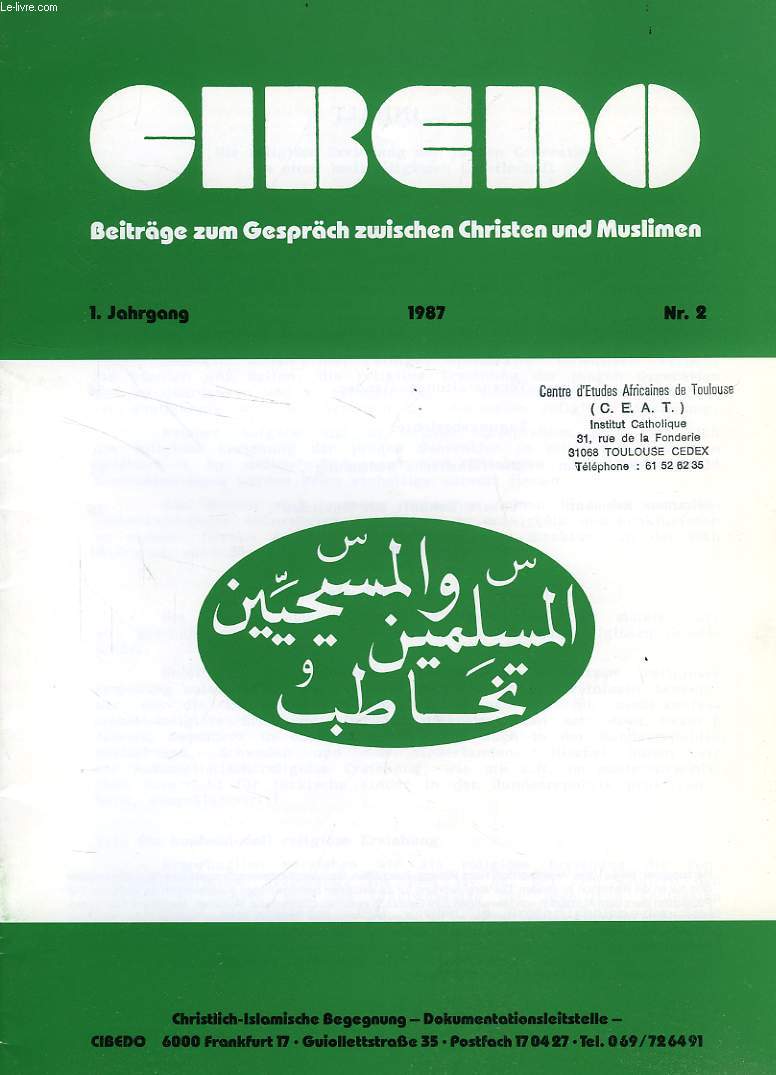 Le-livre.com
CIBEDO
Beiträge zum Gespräch zwischen Christen und Muslimen
1. Jahrgang 1987 Nr. 2
Centre d'Etudes Africaines de Toulouse
( C. E. A. T. )
Institut Catholique
31, rue de la Fonderie
31068 TOULOUSE CEDEX
Téléphone : 61 52 62 35
تخاطب
المسلمين
والمسيحيّين
Christlich-Islamische Begegnung – Dokumentationsleitstelle –
CIBEDO 6000 Frankfurt 17 · Guiollettstraße 35 · Postfach 17 04 27 · Tel. 0 69 / 72 64 91